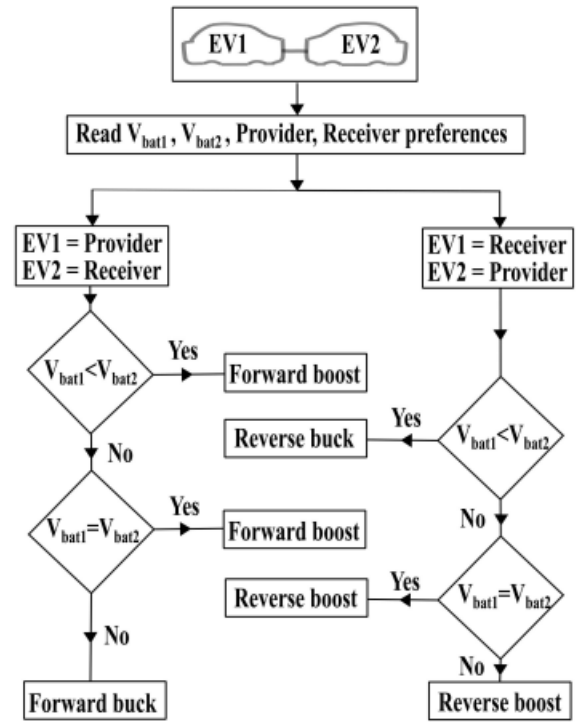 EV1 EV2
Read Vbat1, Vbat2, Provider, Receiver preferences
EV1 = Provider
EV2 = Receiver
EV1 = Receiver
EV2 = Provider
Vbat1<Vbat2
Yes
Forward boost
No
Vbat1=Vbat2
Yes
Forward boost
No
Forward buck
Vbat1<Vbat2
Yes
Reverse buck
No
Vbat1=Vbat2
Yes
Reverse boost
No
Reverse boost